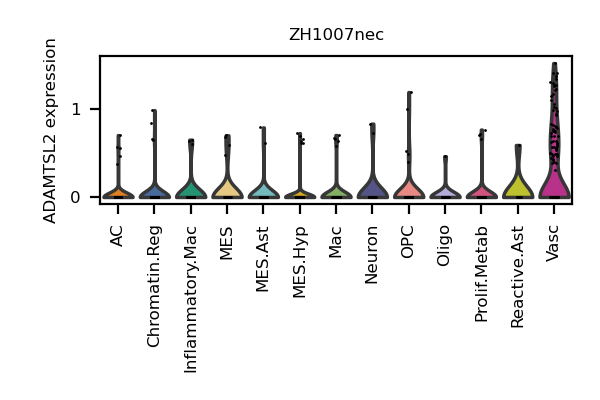 ZH1007nec
ADAMTSL2 expression
1
0
AC
Chromatin.Reg
Inflammatory.Mac
MES
MES.Ast
MES.Hyp
Mac
Neuron
OPC
Oligo
Prolif.Metab
Reactive.Ast
Vasc